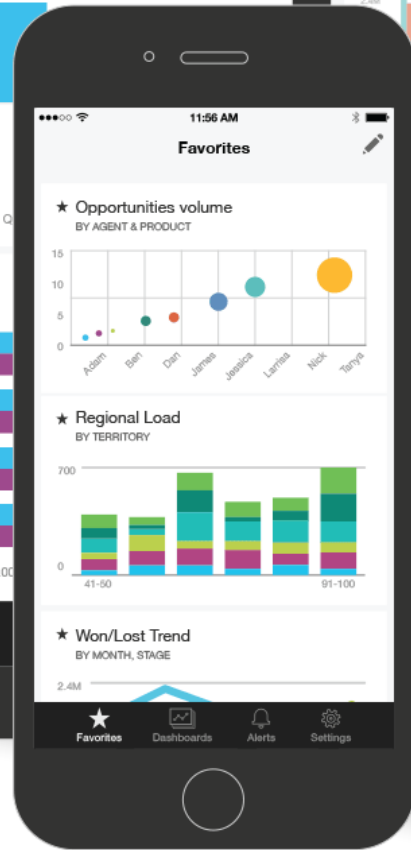 2.4M
11:56 AM
Favorites
★ Opportunities volume
BY AGENT & PRODUCT
15
10
5
0
Adam Ben Dan James Jessica Larrisa Nick Tanya
★ Regional Load
BY TERRITORY
700
0
41-50 91-100
★ Won/Lost Trend
BY MONTH, STAGE
2.4M
Favorites Dashboards Alerts Settings